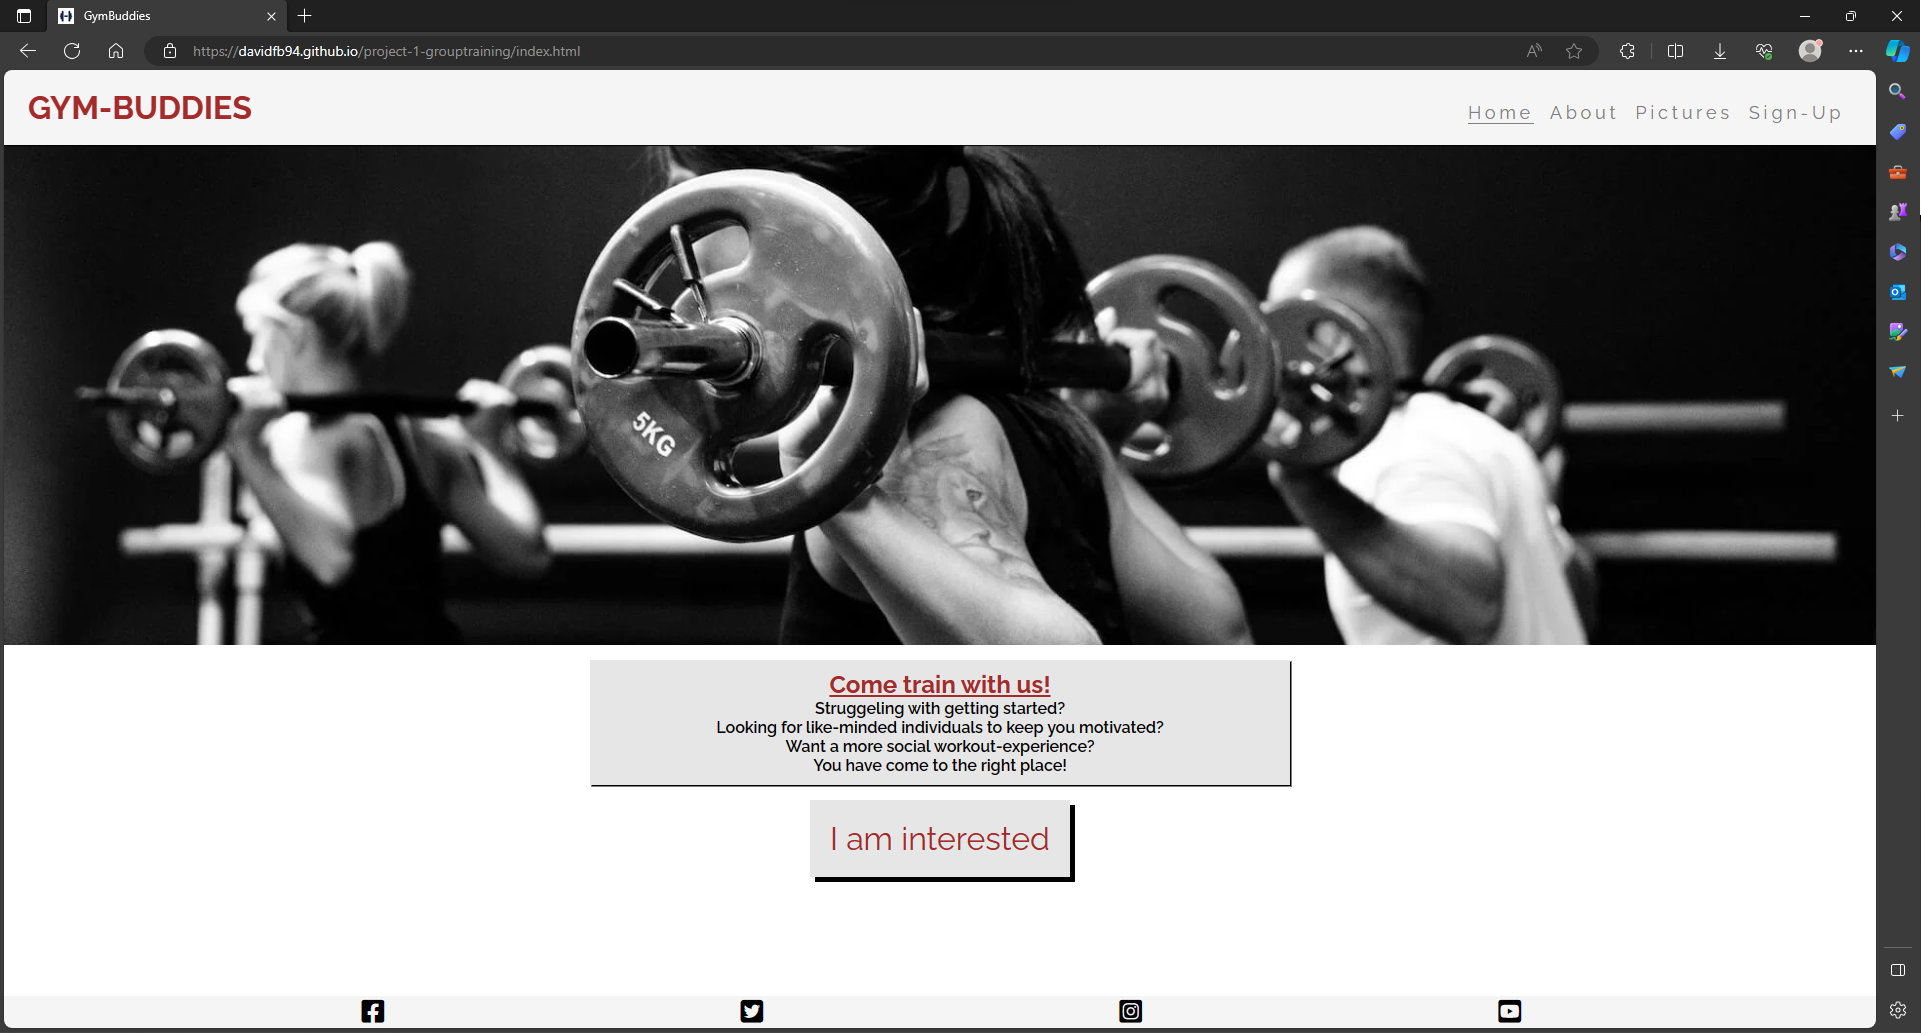 GymBuddies
https://davidfb94.github.io/project-1-grouptraining/index.html
GYM-BUDDIES
Home About Pictures Sign-Up
5KG
Come train with us!
Struggeling with getting started?
Looking for like-minded individuals to keep you motivated?
Want a more social workout-experience?
You have come to the right place!
I am interested